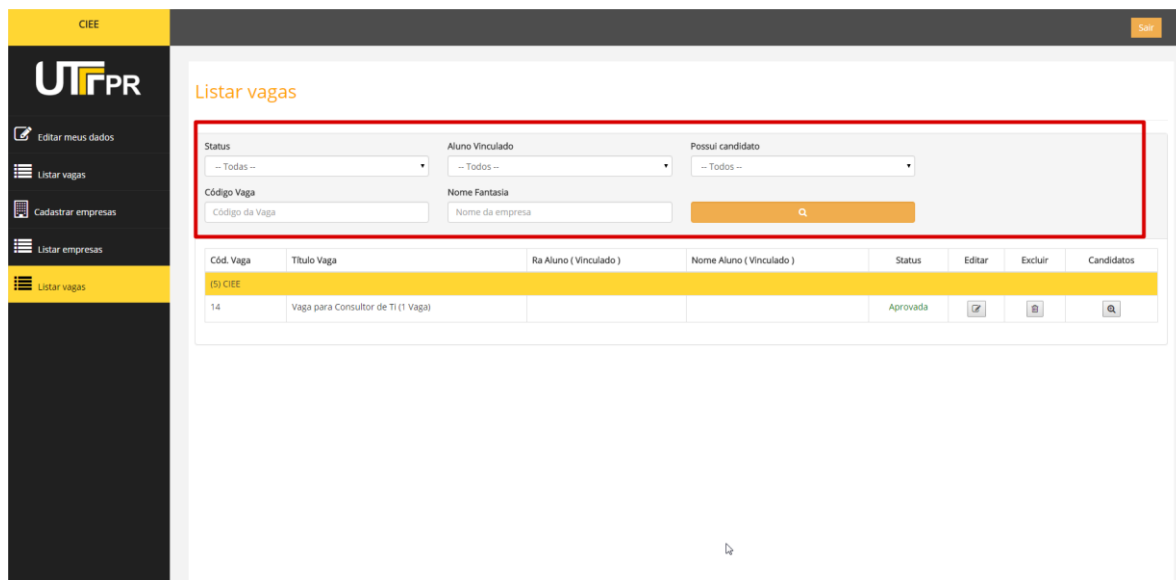 CIEE
Sair
UTFPR
Editar meus dados
Listar vagas
Cadastrar empresas
Listar empresas
Listar vagas
Listar vagas
Status Aluno Vinculado Possui candidato
-- Todas -- -- Todos -- -- Todos --
Código Vaga Nome Fantasia
Código da Vaga Nome da empresa
Cód. Vaga Título Vaga Ra Aluno ( Vinculado ) Nome Aluno ( Vinculado ) Status Editar Excluir Candidatos
(5) CIEE
14 Vaga para Consultor de Ti (1 Vaga) Aprovada